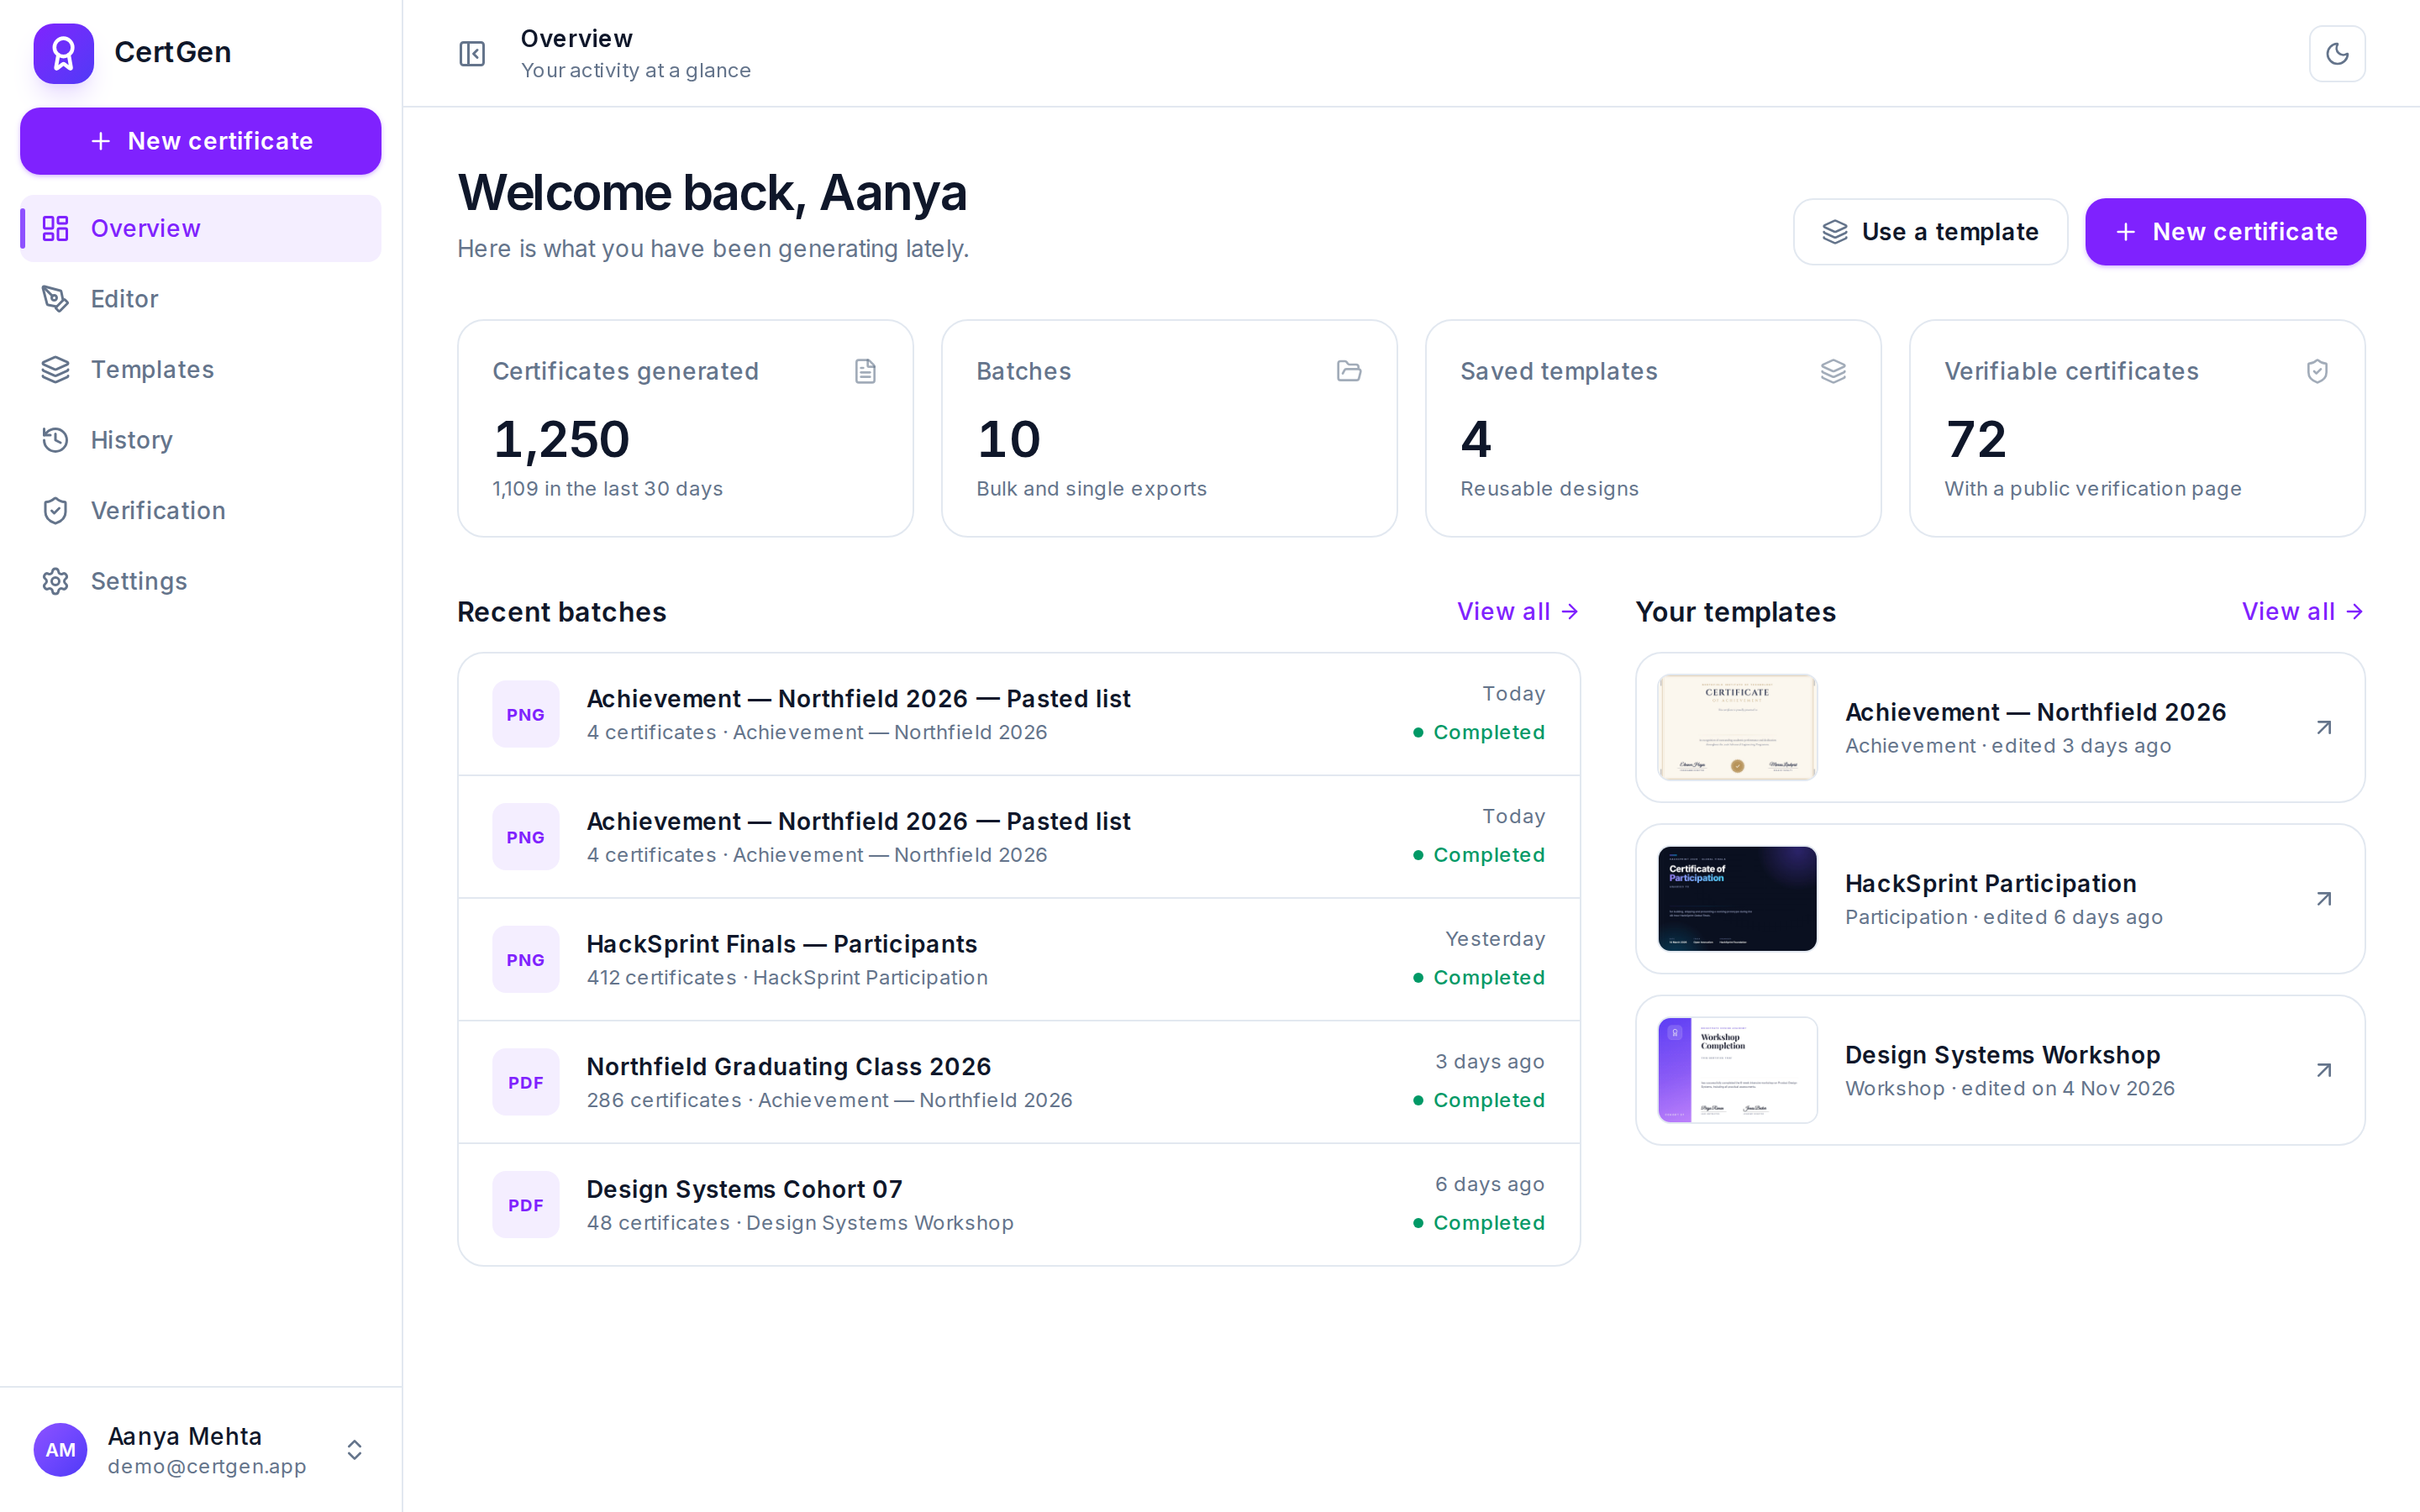 CertGen
New certificate
Overview
Editor
Templates
History
Verification
Settings
AM
Aanya Mehta
demo@certgen.app
Overview
Your activity at a glance
Welcome back, Aanya
Here is what you have been generating lately.
Use a template
New certificate
Certificates generated
1,250
1,109 in the last 30 days
Batches
10
Bulk and single exports
Saved templates
4
Reusable designs
Verifiable certificates
72
With a public verification page
Recent batches
View all
PNG
Achievement — Northfield 2026 — Pasted list
4 certificates · Achievement — Northfield 2026
Today
Completed
PNG
Achievement — Northfield 2026 — Pasted list
4 certificates · Achievement — Northfield 2026
Today
Completed
PNG
HackSprint Finals — Participants
412 certificates · HackSprint Participation
Yesterday
Completed
PDF
Northfield Graduating Class 2026
286 certificates · Achievement — Northfield 2026
3 days ago
Completed
PDF
Design Systems Cohort 07
48 certificates · Design Systems Workshop
6 days ago
Completed
Your templates
View all
CERTIFICATE
OF ACHIEVEMENT
Achievement — Northfield 2026
Achievement · edited 3 days ago
Certificate of
Participation
HackSprint Participation
Participation · edited 6 days ago
Workshop
Completion
Design Systems Workshop
Workshop · edited on 4 Nov 2026